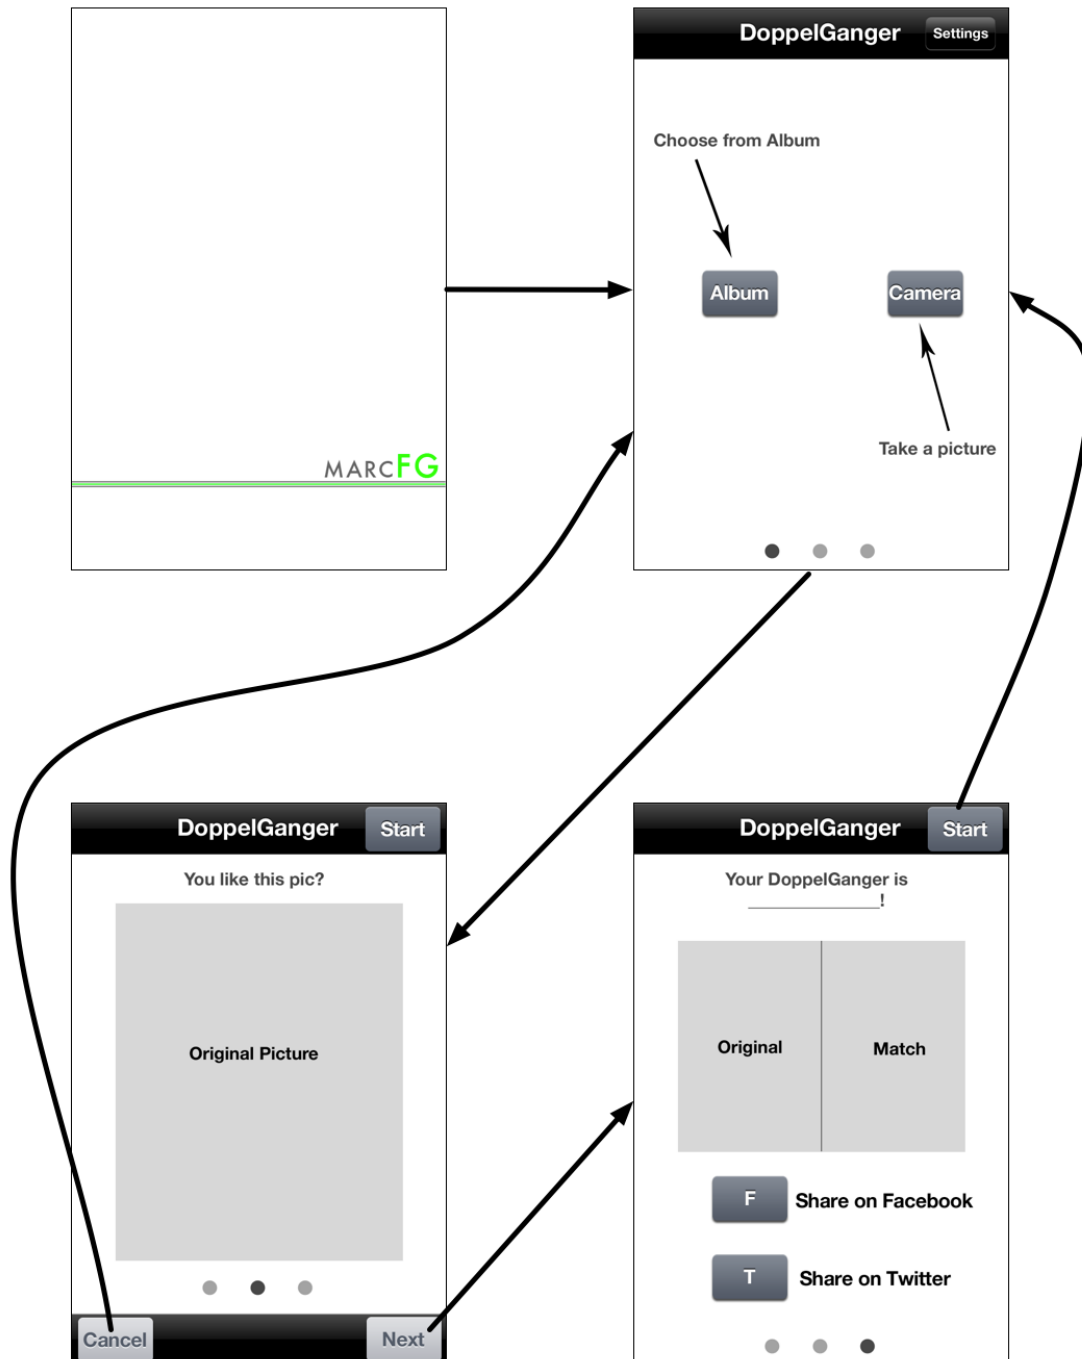 MARCFG
DoppelGanger
Settings
Choose from Album
Album
Camera
Take a picture
DoppelGanger
Start
You like this pic?
Original Picture
Cancel
Next
DoppelGanger
Start
Your DoppelGanger is
______________!
Original
Match
F
Share on Facebook
T
Share on Twitter